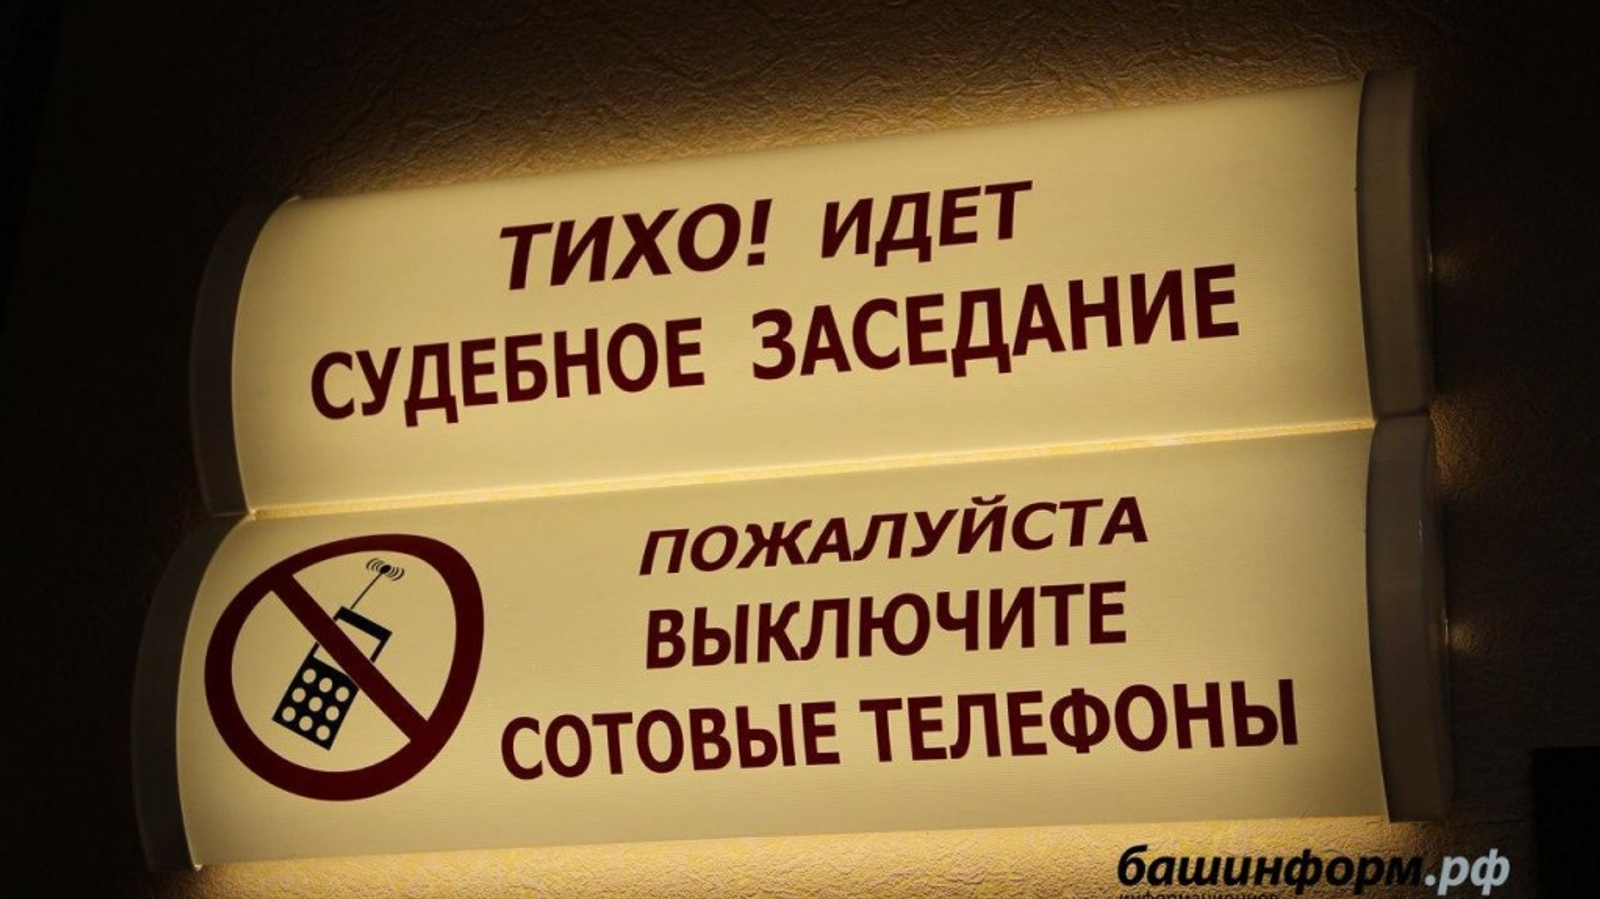 ТИХО! ИДЕТ
СУДЕБНОЕ ЗАСЕДАНИЕ
ПОЖАЛУЙСТА
ВЫКЛЮЧИТЕ
СОТОВЫЕ ТЕЛЕФОНЫ
башинформ.рф